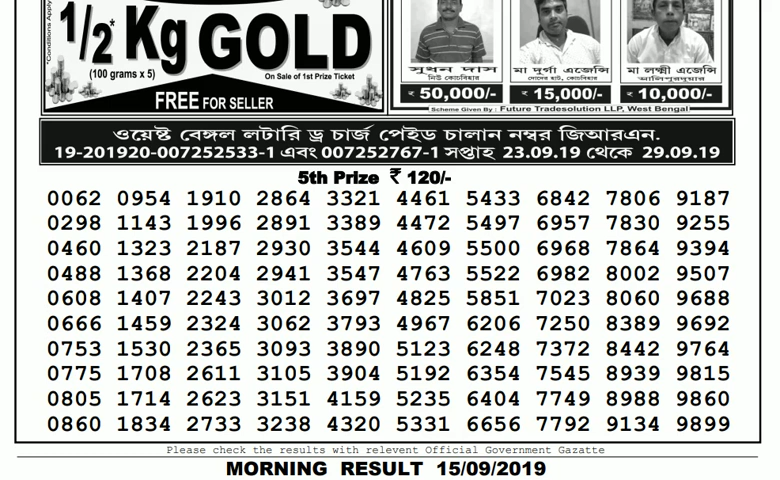 *Conditions Apply
1/2* Kg GOLD
(100 grams x 5)
On Sale of 1st Prize Ticket
FREE FOR SELLER
সুখন দাস
নিউ কোচবিহার
₹ 50,000/-
মা দুর্গা এজেন্সি
₹ 15,000/-
মা লক্ষ্মী এজেন্সি
আলিপুরদুয়ার
₹ 10,000/-
Scheme Given By : Future Tradesolution LLP, West Bengal
ওয়েষ্ট বেঙ্গল লটারি ড্র চার্জ পেইড চালান নম্বর জিআরএন.
19-201920-007252533-1 এবং 007252767-1 সপ্তাহ 23.09.19 থেকে 29.09.19
5th Prize ₹ 120/-
0062 0954 1910 2864 3321 4461 5433 6842 7806 9187
0298 1143 1996 2891 3389 4472 5497 6957 7830 9255
0460 1323 2187 2930 3544 4609 5500 6968 7864 9394
0488 1368 2204 2941 3547 4763 5522 6982 8002 9507
0608 1407 2243 3012 3697 4825 5851 7023 8060 9688
0666 1459 2324 3062 3793 4967 6206 7250 8389 9692
0753 1530 2365 3093 3890 5123 6248 7372 8442 9764
0775 1708 2611 3105 3904 5192 6354 7545 8939 9815
0805 1714 2623 3151 4159 5235 6404 7749 8988 9860
0860 1834 2733 3238 4320 5331 6656 7792 9134 9899
Please check the results with relevent Official Government Gazatte
MORNING RESULT 15/09/2019